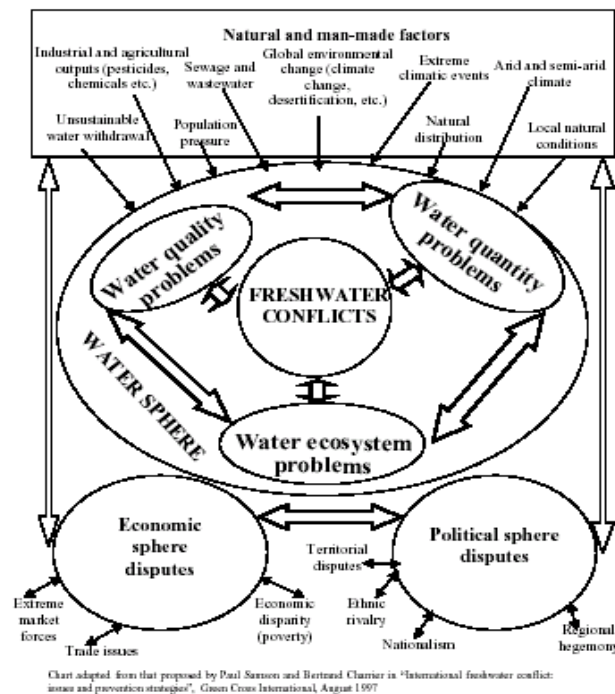 Natural and man-made factors
Industrial and agricultural
outputs (pesticides,
chemicals etc.)
Sewage and
wastewater
Global environmental
change (climate
change,
desertification, etc.)
Extreme
climatic events
Arid and semi-arid
climate
Unsustainable
water withdrawal
Population
pressure
Natural
distribution
Local natural
conditions
Water quality
problems
Water quantity
problems
FRESHWATER
CONFLICTS
WATER SPHERE
Water ecosystem
problems
Economic
sphere
disputes
Political sphere
disputes
Territorial
disputes
Extreme
market
forces
Trade issues
Economic
disparity
(poverty)
Ethnic
rivalry
Nationalism
Regional
hegemony
Chart adapted from that proposed by Paul Samson and Bertrand Charrier in "International freshwater conflict:
issues and prevention strategies", Green Cross International, August 1997